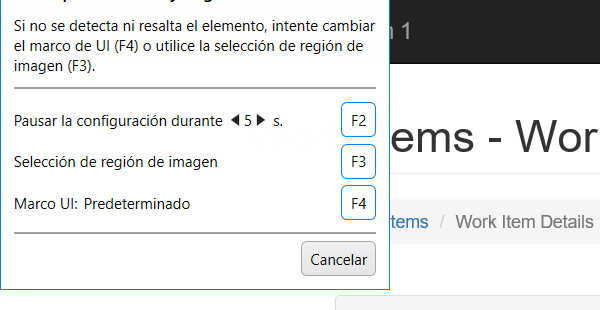 Si no se detecta ni resalta el elemento, intente cambiar
el marco de UI (F4) o utilice la selección de región de
imagen (F3).
1
Pausar la configuración durante ◀ 5 ▶ s.
F2
ems - Wor
Selección de región de imagen
F3
Marco UI: Predeterminado
F4
tems / Work Item Details
Cancelar